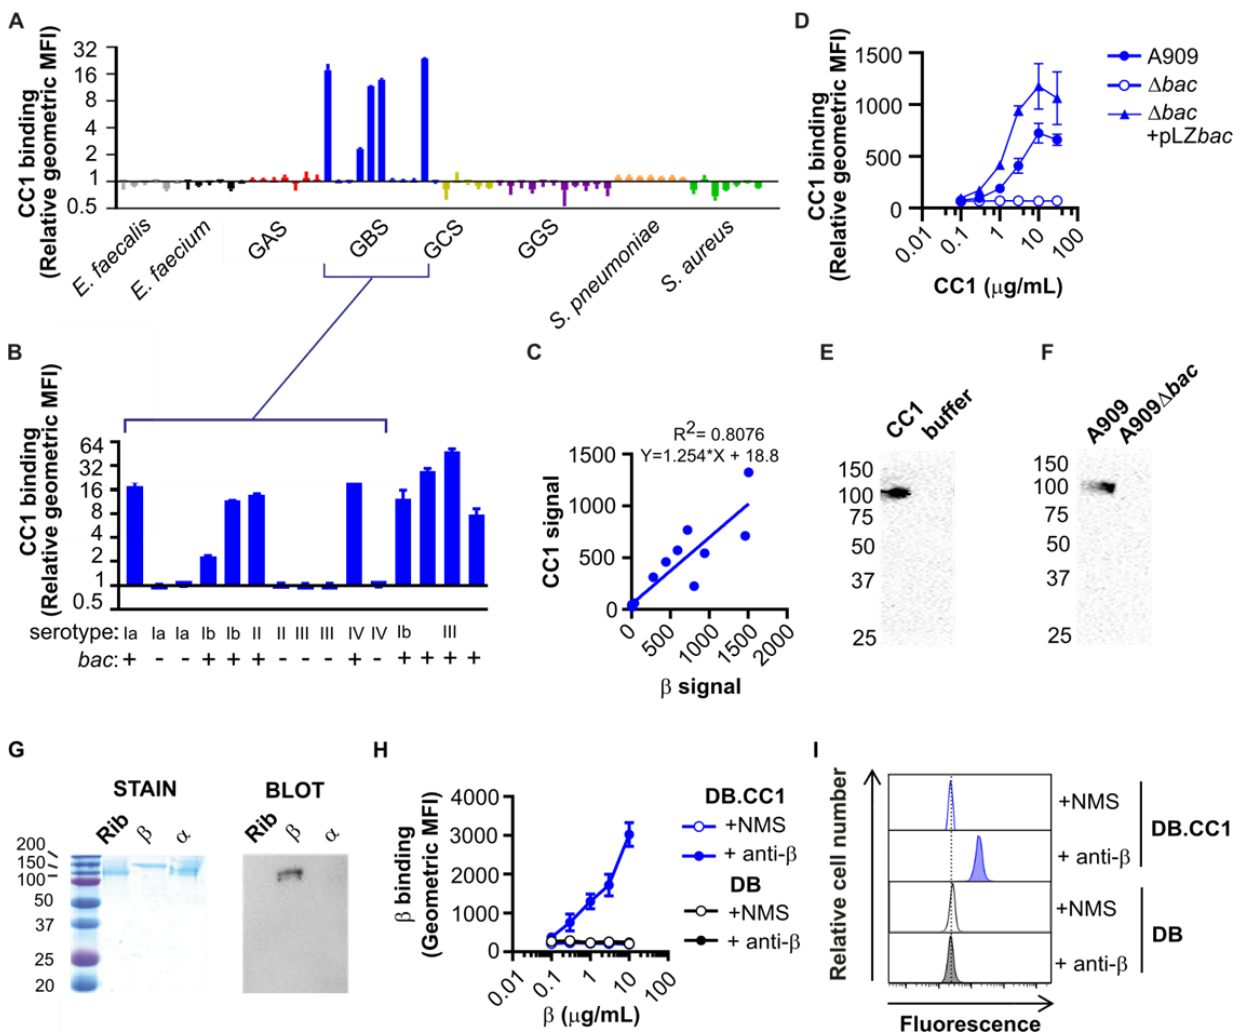 A
CC1 binding
(Relative geometric MFI)
32
16
8
4
2
1
0.5
E. faecalis
E. faecium
GAS
GBS
GCS
GGS
S. pneumoniae
S. aureus
D
CC1 binding
(Relative geometric MFI)
1500
1000
500
0
0.01
0.1
1
10
100
CC1 (μg/mL)
A909
Δbac
Δbac
+pLZbac
B
CC1 binding
(Relative geometric MFI)
64
32
16
8
4
2
1
0.5
serotype: Ia Ia Ia Ib Ib II II III III IV IV Ib III
bac: + - - + + + - - - + - + + + +
C
R2= 0.8076
Y=1.254*X + 18.8
CC1 signal
1500
1000
500
0
0 500 1000 1500 2000
β signal
E
CC1
buffer
150
100
75
50
37
25
F
A909
A909Δbac
150
100
75
50
37
25
G
STAIN
Rib β α
200
150
100
50
37
25
20
BLOT
Rib β α
H
β binding
(Geometric MFI)
4000
3000
2000
1000
0
0.01
0.1
1
10
100
β (μg/mL)
DB.CC1
+NMS
+ anti-β
DB
+NMS
+ anti-β
I
Relative cell number
+NMS
+ anti-β
DB.CC1
+NMS
+ anti-β
DB
Fluorescence